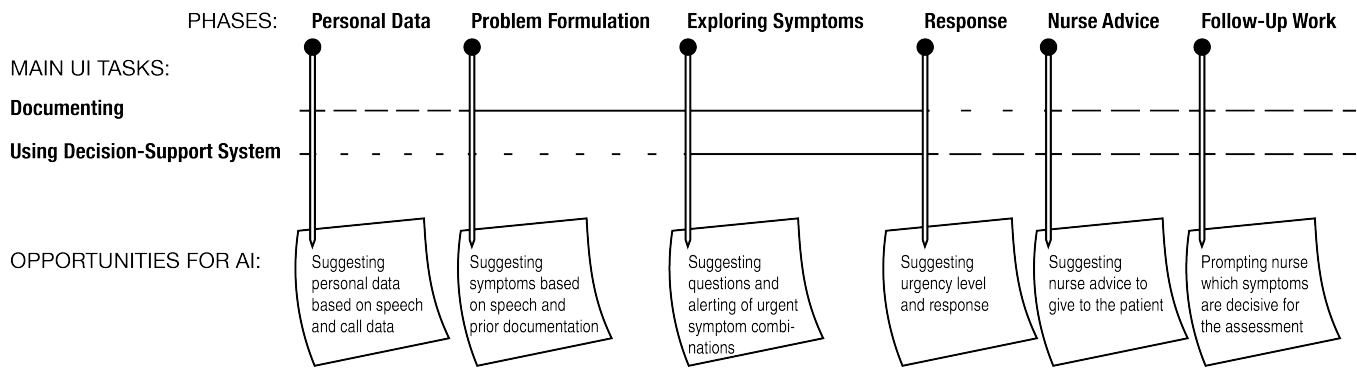 PHASES: Personal Data Problem Formulation Exploring Symptoms Response Nurse Advice Follow-Up Work
MAIN UI TASKS:
Documenting
Using Decision-Support System
OPPORTUNITIES FOR AI:
Suggesting
personal data
based on speech
and call data
Suggesting
symptoms based
on speech and
prior documentation
Suggesting
questions and
alerting of urgent
symptom combi-
nations
Suggesting
urgency level
and response
Suggesting
nurse advice to
give to the patient
Prompting nurse
which symptoms
are decisive for
the assessment